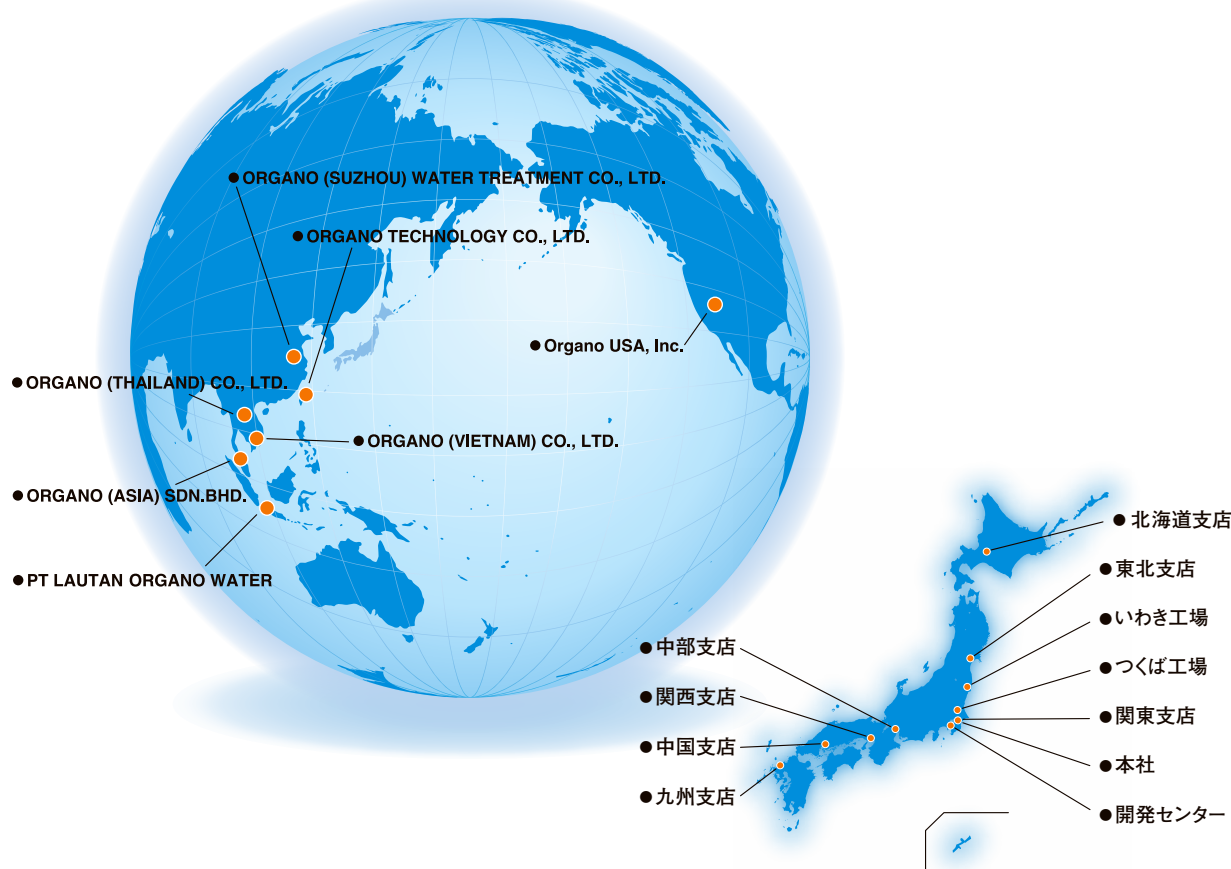 ● ORGANO (SUZHOU) WATER TREATMENT CO., LTD.
● ORGANO TECHNOLOGY CO., LTD.
● Organo USA, Inc.
● ORGANO (THAILAND) CO., LTD.
● ORGANO (VIETNAM) CO., LTD.
● ORGANO (ASIA) SDN.BHD.
● PT LAUTAN ORGANO WATER
● 北海道支店
● 東北支店
● いわき工場
● つくば工場
● 関東支店
● 本社
● 開発センター
● 中部支店
● 関西支店
● 中国支店
● 九州支店